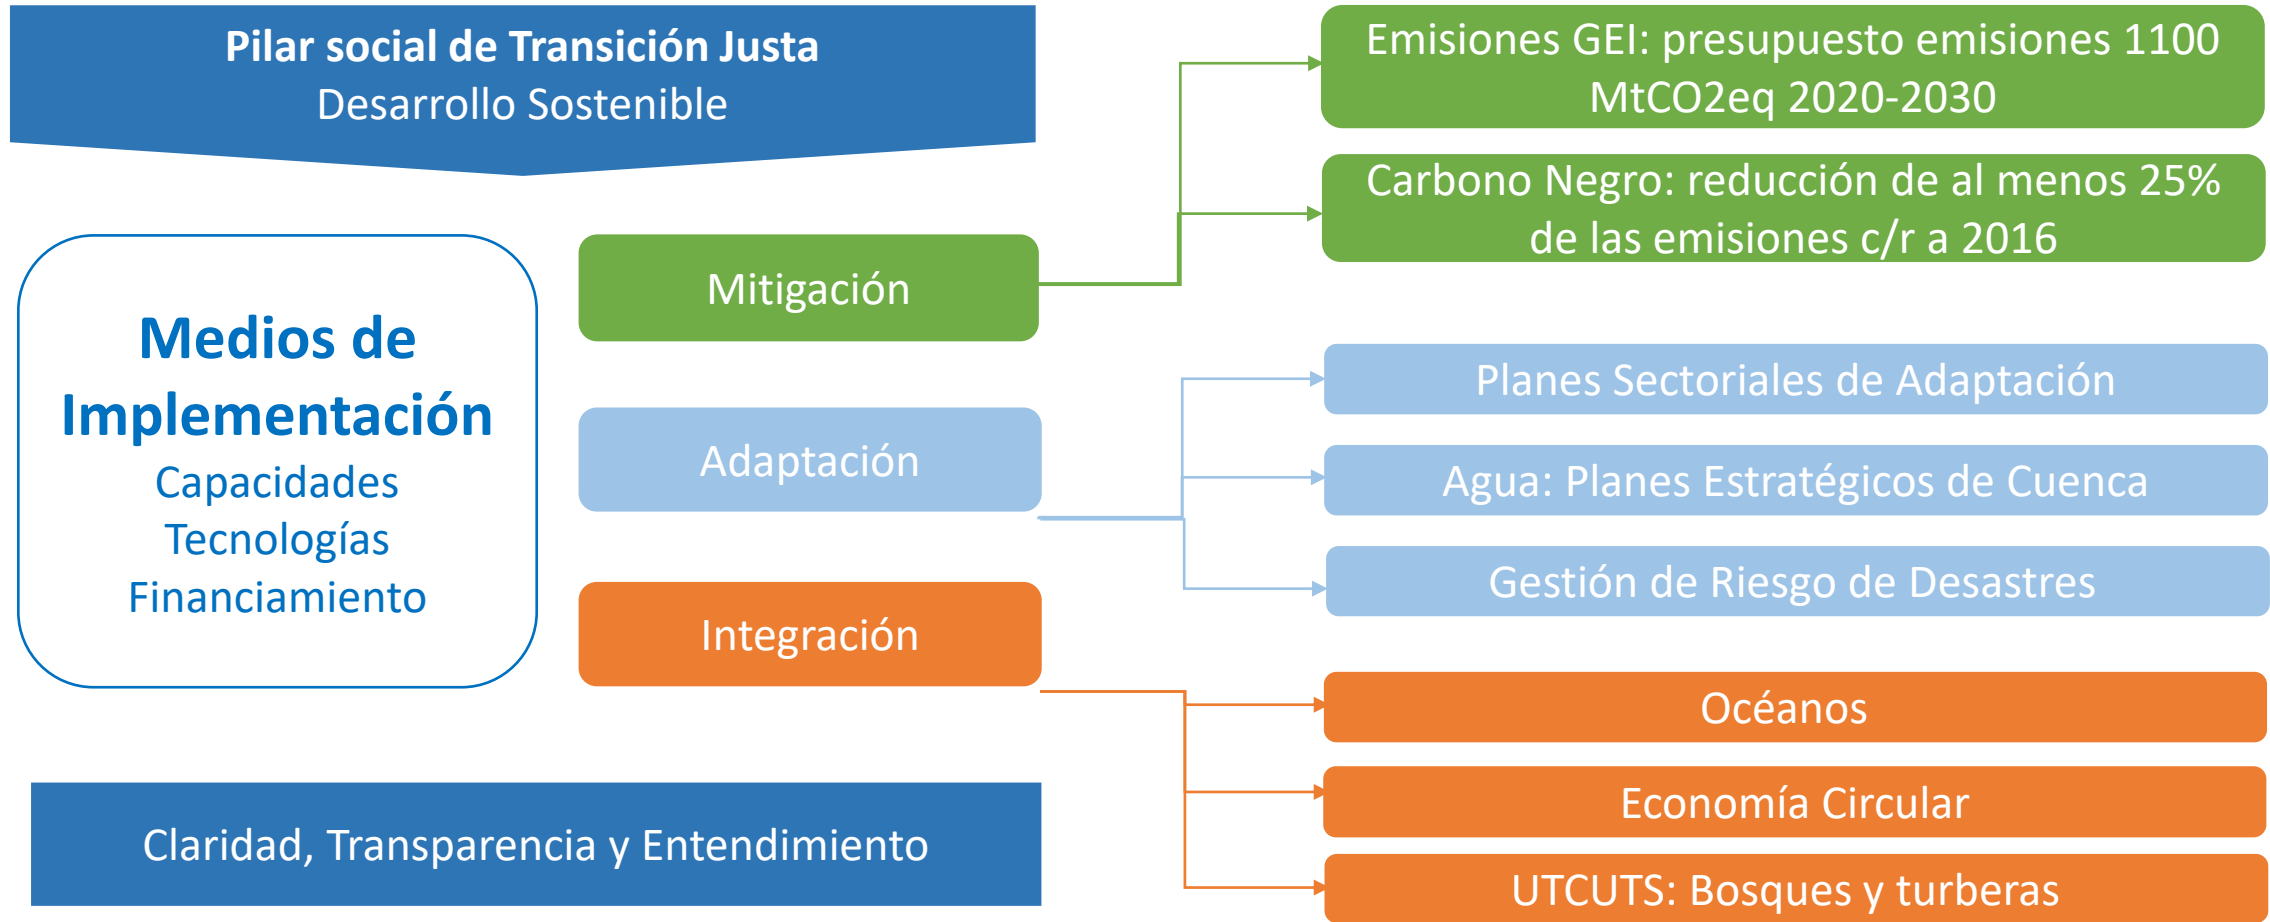 Pilar social de Transición Justa
Desarrollo Sostenible
Medios de
Implementación
Capacidades
Tecnologías
Financiamiento
Mitigación
Adaptación
Integración
Claridad, Transparencia y Entendimiento
Emisiones GEI: presupuesto emisiones 1100
MtCO2eq 2020-2030
Carbono Negro: reducción de al menos 25%
de las emisiones c/r a 2016
Planes Sectoriales de Adaptación
Agua: Planes Estratégicos de Cuenca
Gestión de Riesgo de Desastres
Océanos
Economía Circular
UTCUTS: Bosques y turberas